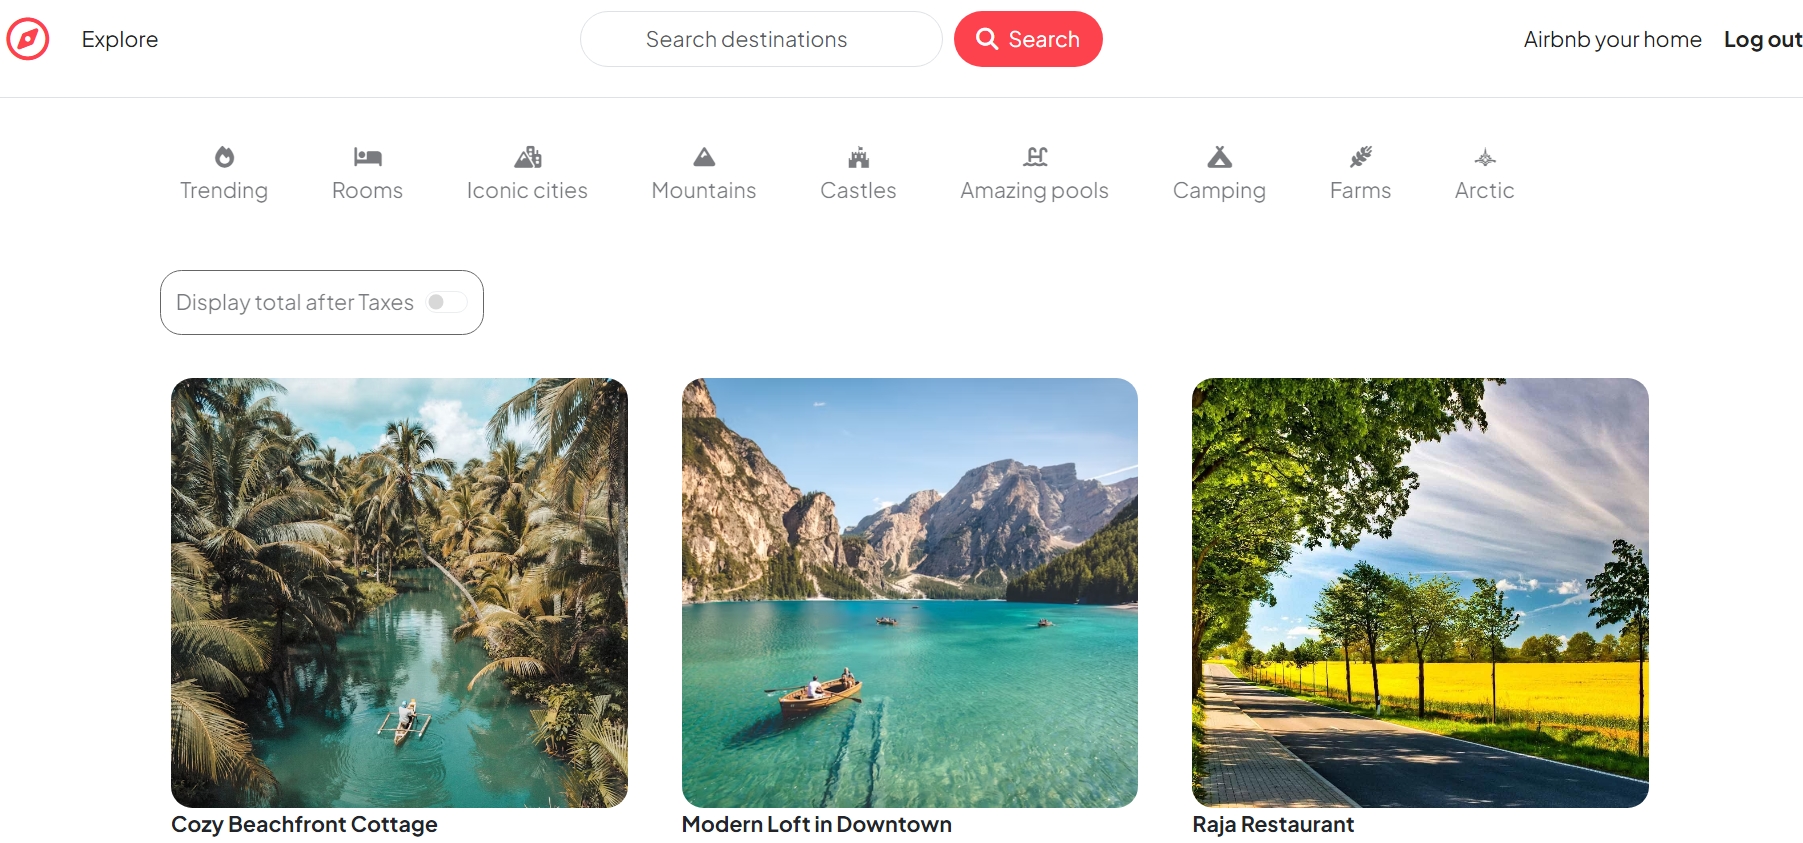 Explore
Search destinations
Search
Airbnb your home
Log out
Trending
Rooms
Iconic cities
Mountains
Castles
Amazing pools
Camping
Farms
Arctic
Display total after Taxes
Cozy Beachfront Cottage
Modern Loft in Downtown
Raja Restaurant